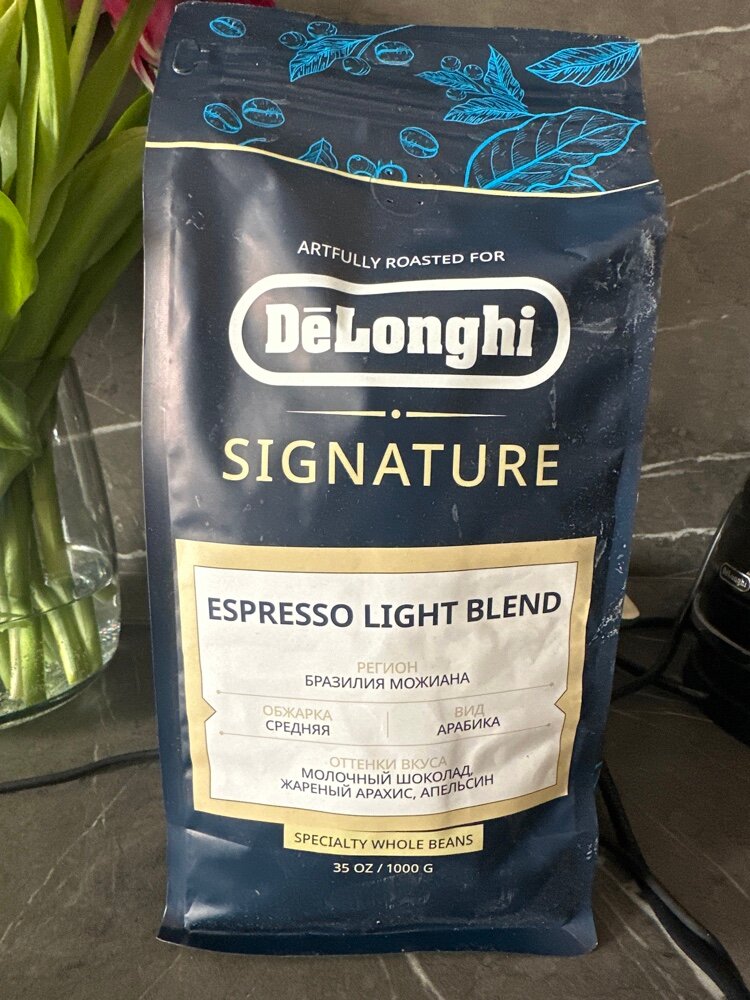 ARTFULLY ROASTED FOR
DēLonghi
SIGNATURE
ESPRESSO LIGHT BLEND
РЕГИОН
БРАЗИЛИЯ МОЖИАНА
ОБЖАРКА
СРЕДНЯЯ
ВИД
АРАБИКА
ОТТЕНКИ ВКУСА
МОЛОЧНЫЙ ШОКОЛАД,
ЖАРЕНЫЙ АРАХИС, АПЕЛЬСИН
SPECIALTY WHOLE BEANS
35 OZ / 1000 G
DēLonghi